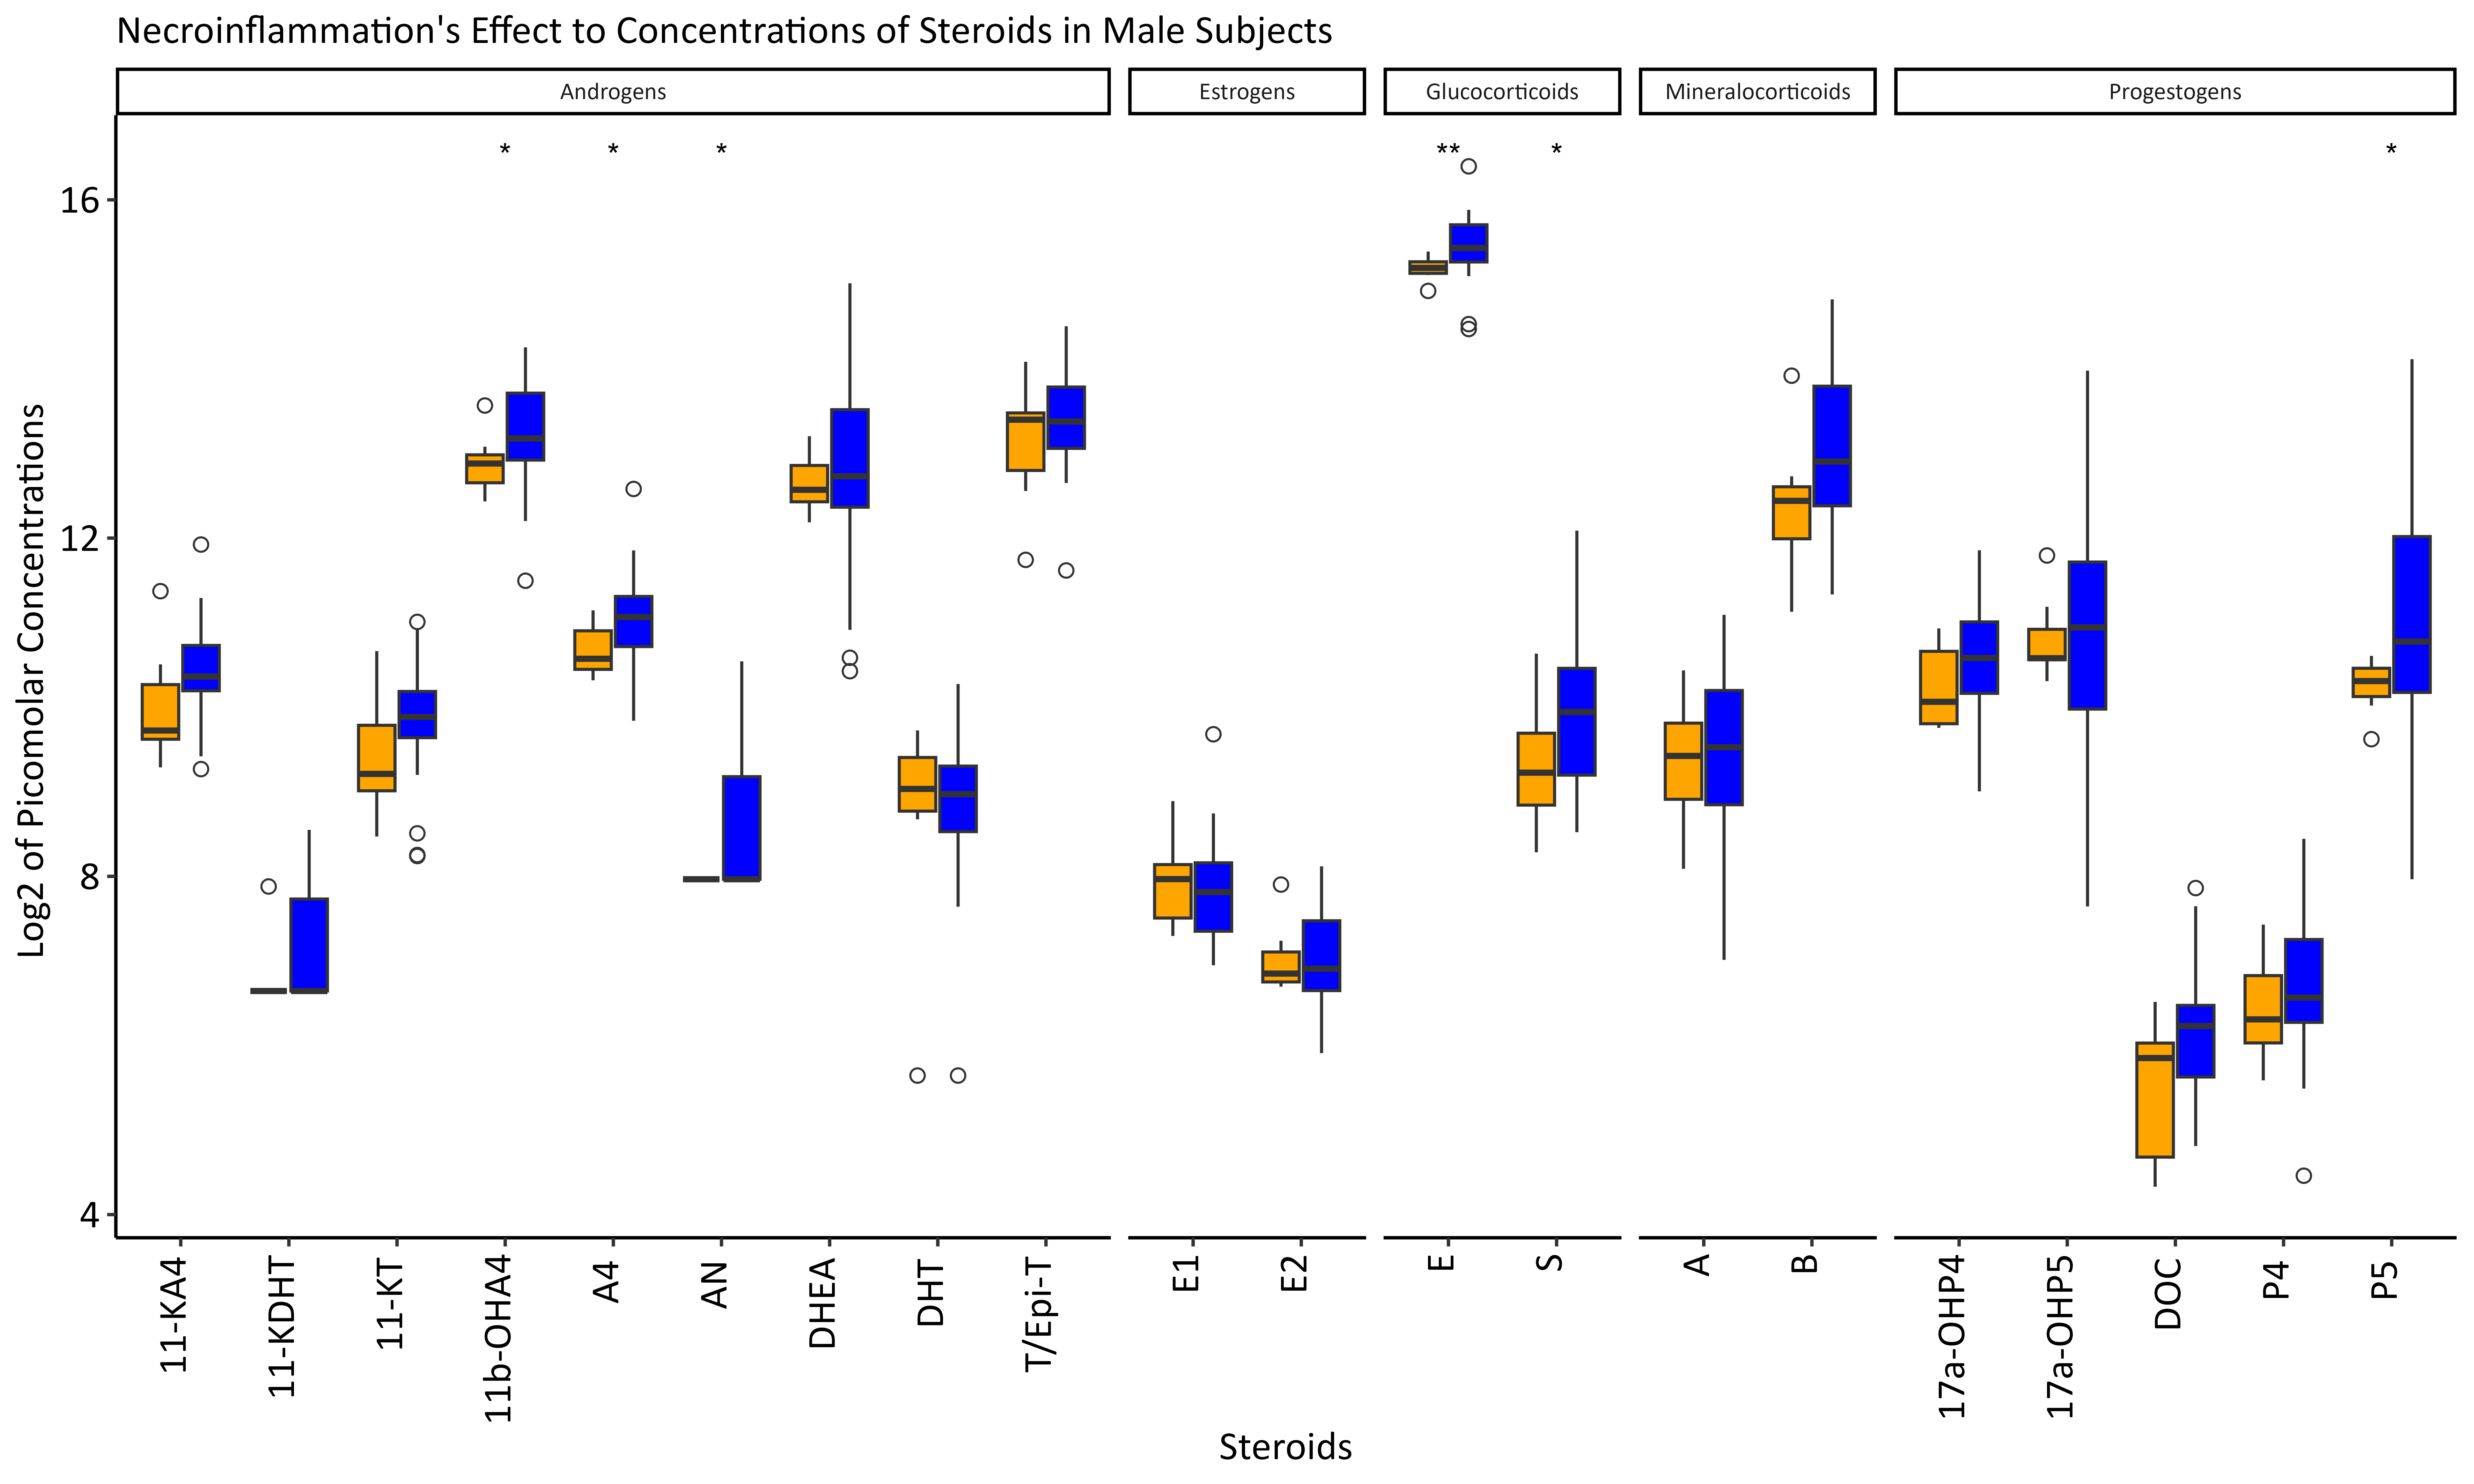 Necroinflammation's Effect to Concentrations of Steroids in Male Subjects
Androgens
Estrogens
Glucocorticoids
Mineralocorticoids
Progestogens
* * * ** * *
16
12
8
4
Log2 of Picomolar Concentrations
11-KA4
11-KDHT
11-KT
11b-OHA4
A4
AN
DHEA
DHT
T/Epi-T
E1
E2
E
S
A
B
17a-OHP4
17a-OHP5
DOC
P4
P5
Steroids